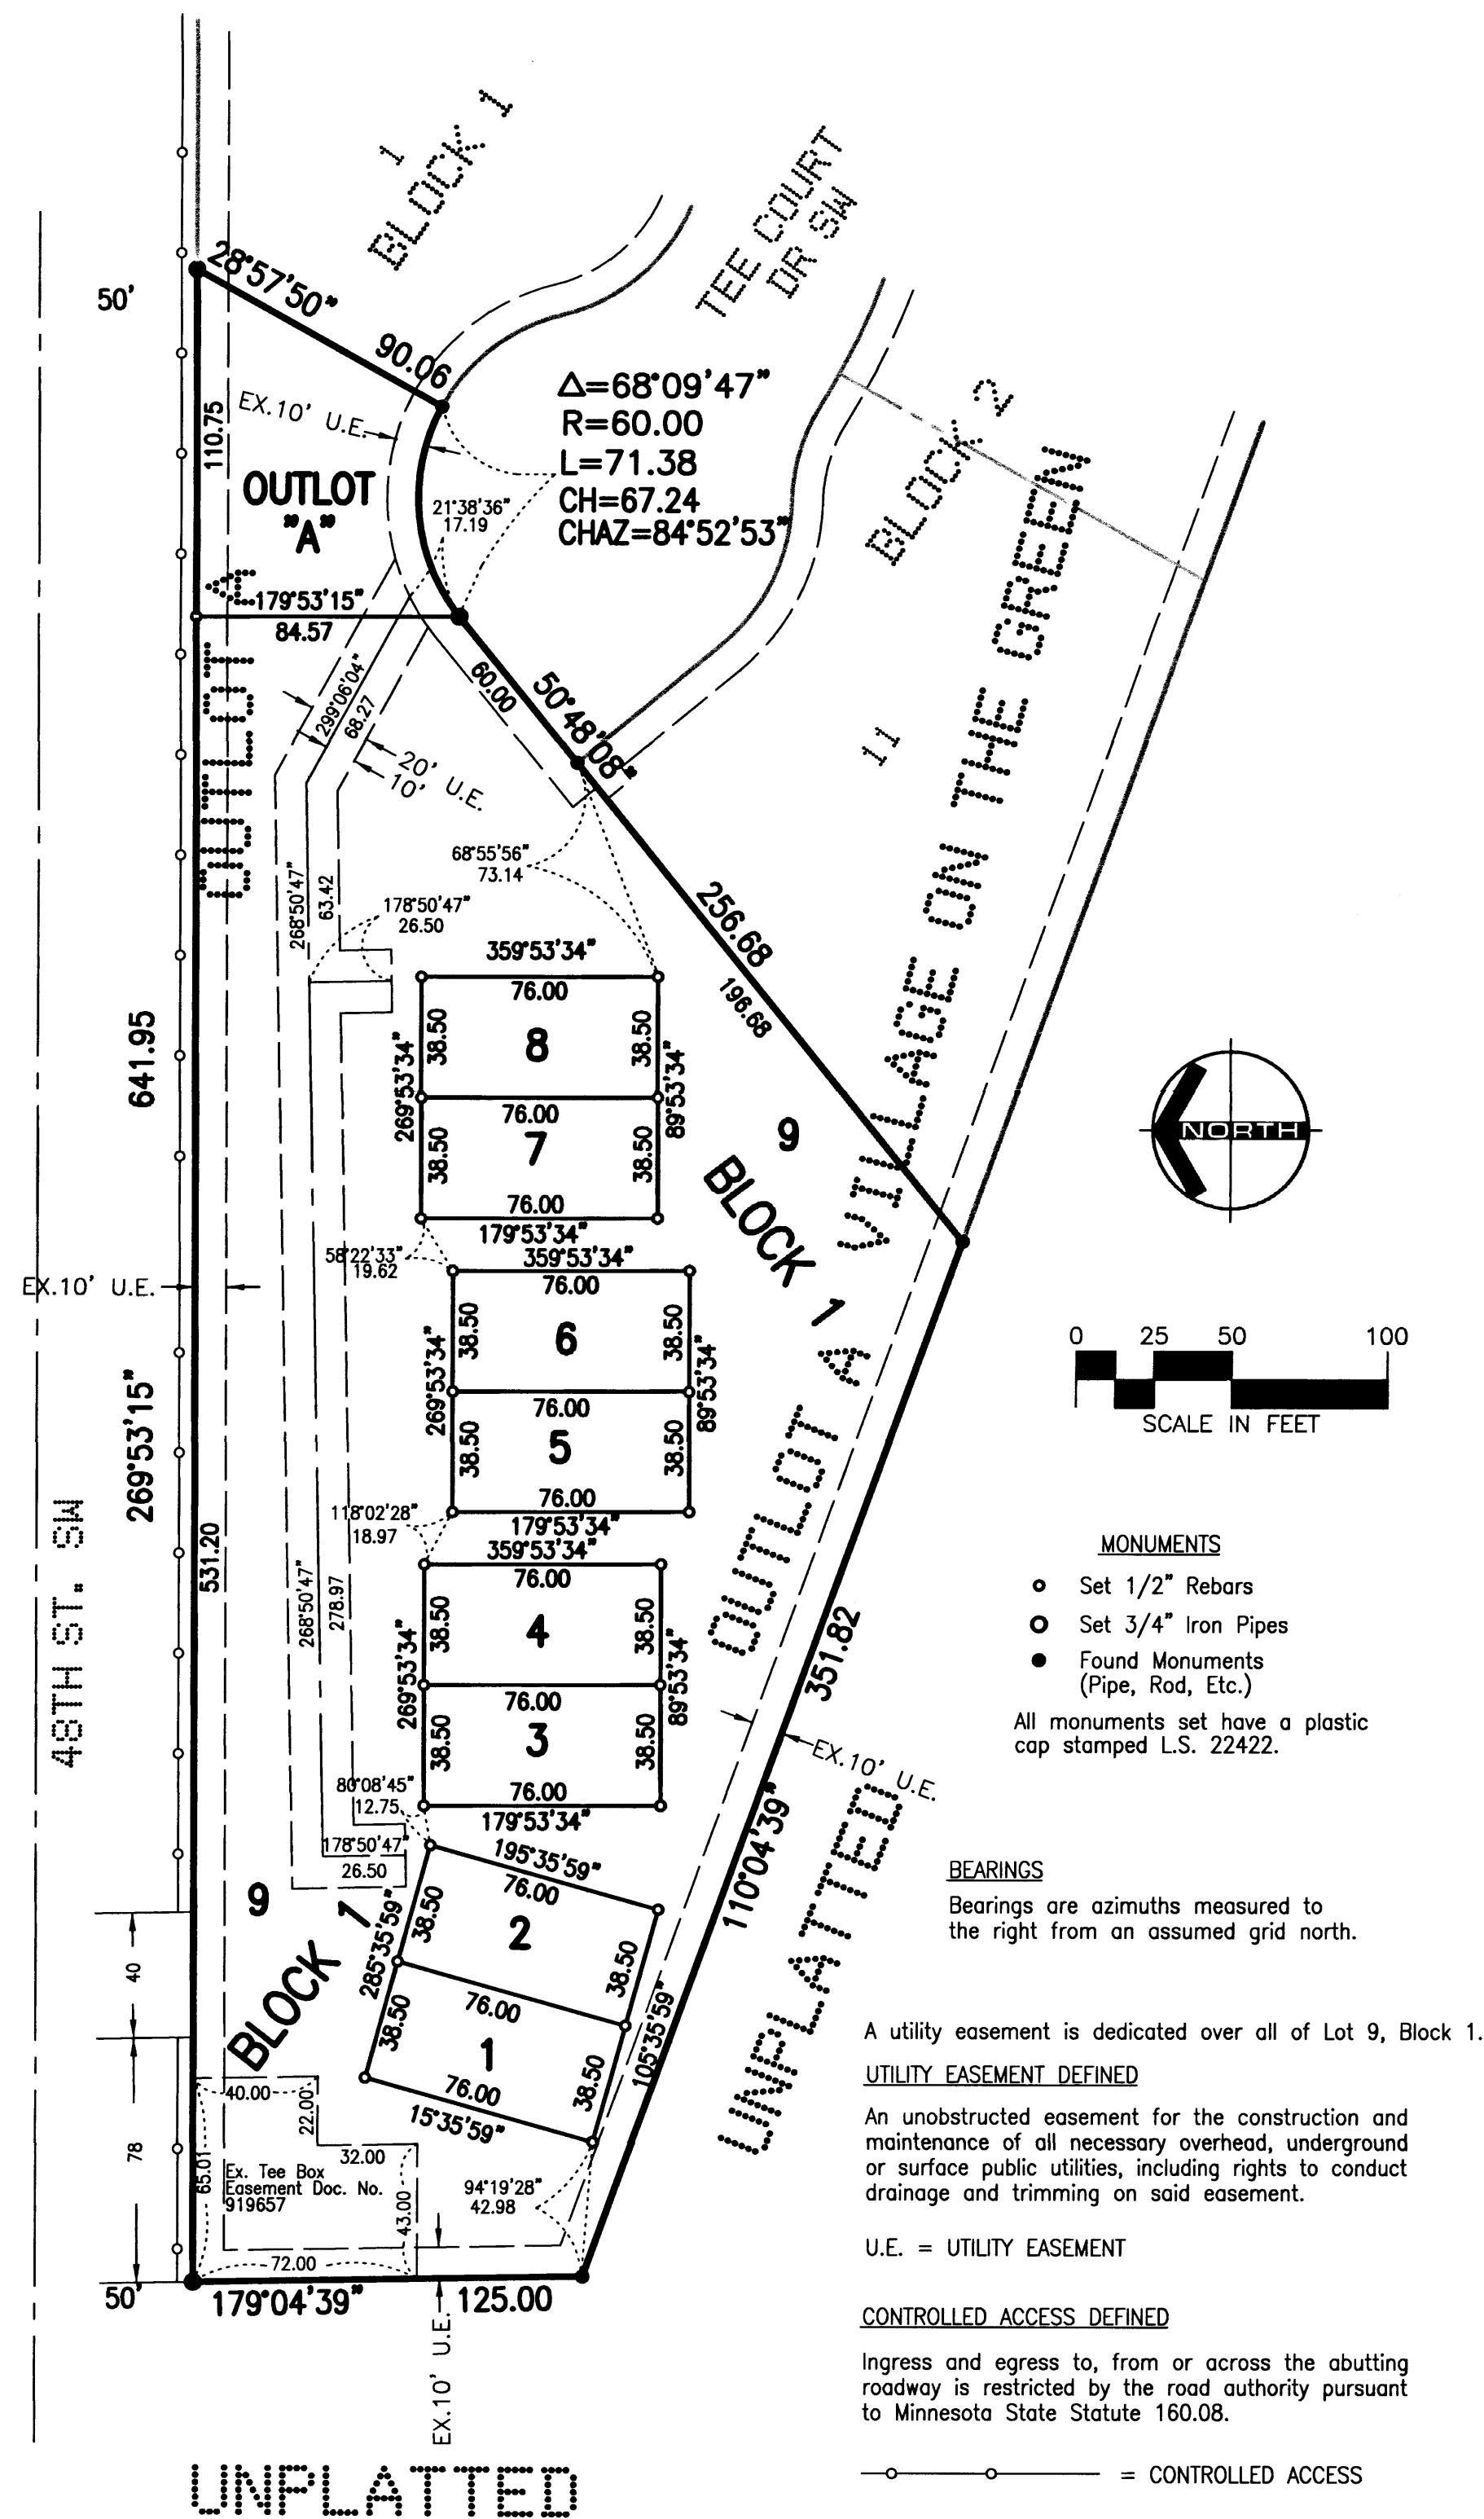 1
BLOCK 1
TEE COURT
DR SW
50'
28°57'50"
90.06
110.75
EX.10' U.E.
OUTLOT
"A"
Δ=68°09'47"
R=60.00
L=71.38
CH=67.24
CHAZ=84°52'53"
21°38'36"
17.19
BLOCK 2
11
VILLAGE ON THE GREEN
OUTLOT A
179°53'15"
84.57
299°06'04"
68.27
60.00
50°48'08"
20' U.E.
10'
68°55'56"
73.14
256.68
196.68
268°50'47"
63.42
178°50'47"
26.50
359°53'34"
76.00
38.50
8
38.50
269°53'34"
89°53'34"
76.00
38.50
7
38.50
76.00
179°53'34"
641.95
9
BLOCK 1
NORTH
58°22'33"
19.62
359°53'34"
76.00
EX.10' U.E.
38.50
6
38.50
269°53'34"
89°53'34"
76.00
38.50
5
38.50
76.00
179°53'34"
OUTLOT A
0 25 50 100
SCALE IN FEET
269°53'15"
118°02'28"
18.97
359°53'34"
76.00
48TH ST. SW
531.20
268°50'47"
278.97
38.50
4
38.50
269°53'34"
89°53'34"
76.00
38.50
3
38.50
76.00
179°53'34"
351.82
110°04'39"
EX.10' U.E.
MONUMENTS
Set 1/2" Rebars
Set 3/4" Iron Pipes
Found Monuments
(Pipe, Rod, Etc.)
All monuments set have a plastic
cap stamped L.S. 22422.
80°08'45"
12.75
178°50'47"
26.50
195°35'59"
76.00
38.50
2
38.50
285°35'59"
105°35'59"
76.00
38.50
1
38.50
76.00
15°35'59"
9
BLOCK 1
UNPLATTED
BEARINGS
Bearings are azimuths measured to
the right from an assumed grid north.
40
78
40.00
22.00
32.00
65.01
43.00
Ex. Tee Box
Easement Doc. No.
919657
72.00
94°19'28"
42.98
50'
179°04'39"
125.00
EX.10' U.E.
UNPLATTED
A utility easement is dedicated over all of Lot 9, Block 1.
UTILITY EASEMENT DEFINED
An unobstructed easement for the construction and
maintenance of all necessary overhead, underground
or surface public utilities, including rights to conduct
drainage and trimming on said easement.
U.E. = UTILITY EASEMENT
CONTROLLED ACCESS DEFINED
Ingress and egress to, from or across the abutting
roadway is restricted by the road authority pursuant
to Minnesota State Statute 160.08.
= CONTROLLED ACCESS